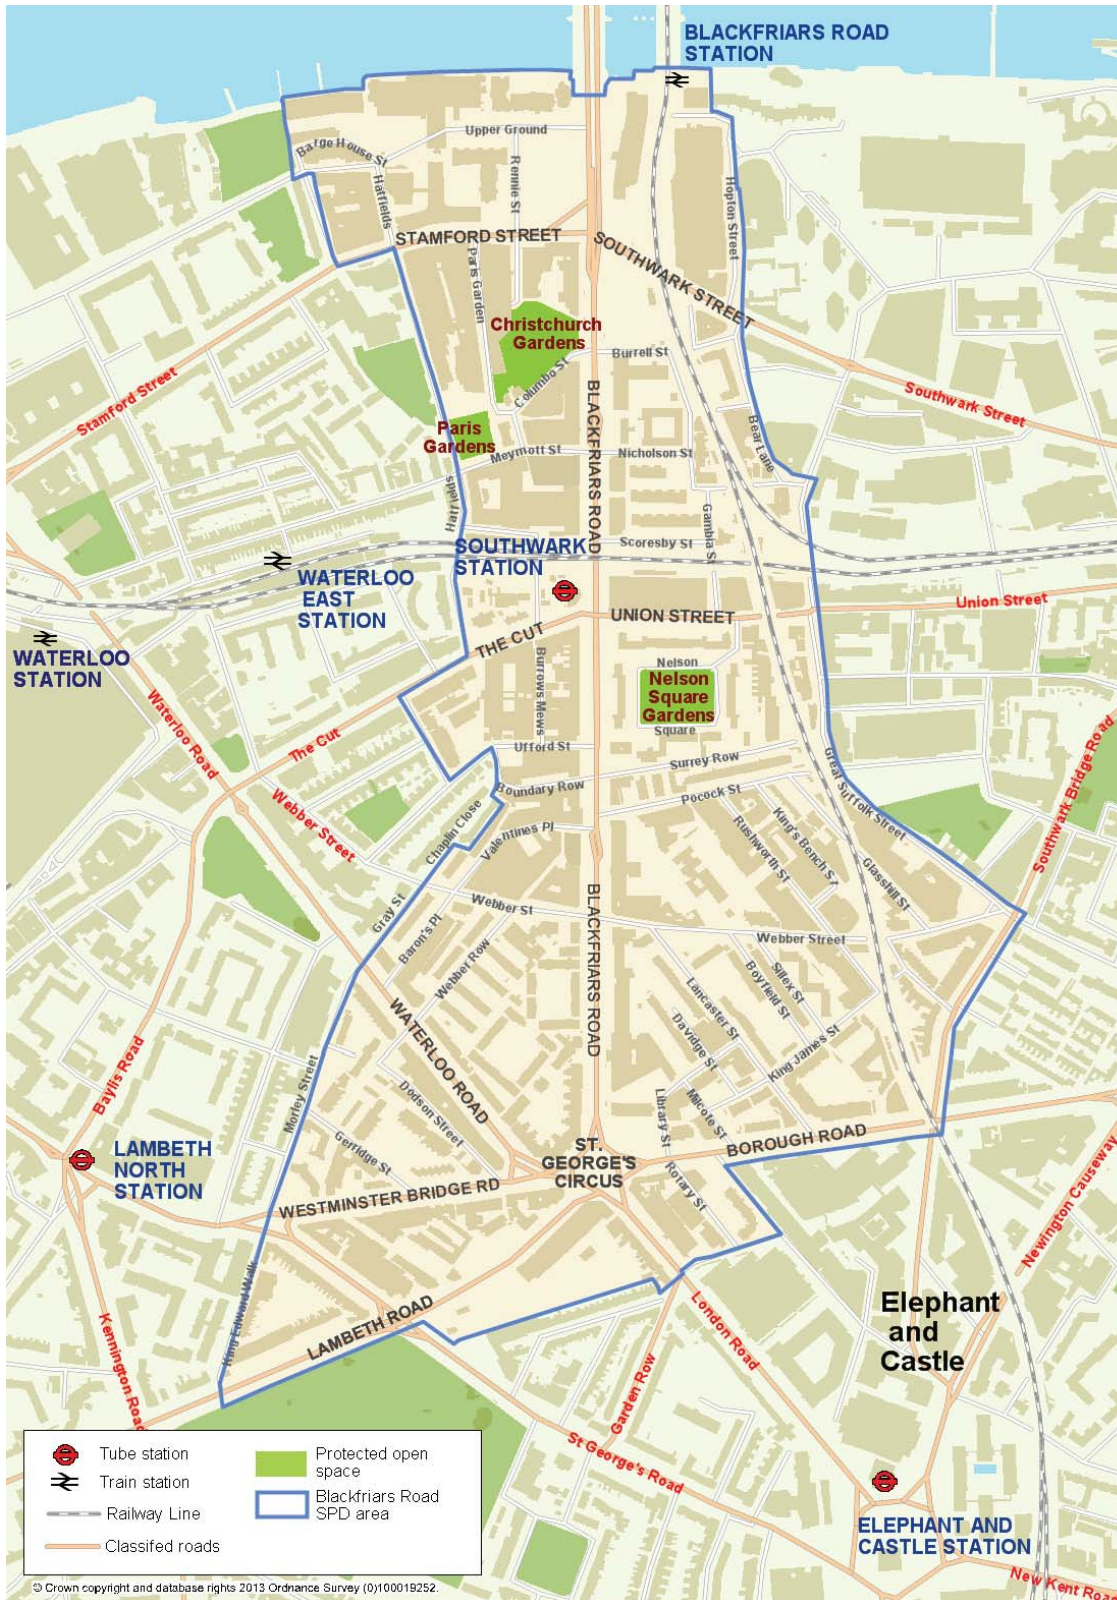 BLACKFRIARS ROAD
STATION
Upper Ground
Barge House St
Rennie St
Hatfields
Hopton Street
STAMFORD STREET
SOUTHWARK STREET
Paris Garden
Christchurch
Gardens
Burrell St
Columbo St
Stamford Street
Southwark Street
BLACKFRIARS ROAD
Paris
Gardens
Bear Lane
Meymott St
Nicholson St
Hatfields
Gambia St
Scoresby St
SOUTHWARK
STATION
WATERLOO
EAST
STATION
Union Street
UNION STREET
THE CUT
WATERLOO
STATION
Nelson
Nelson
Square
Gardens
Square
Burrows Mews
Waterloo Road
The Cut
Ufford St
Surrey Row
Great Suffolk Street
Southwark Bridge Road
Boundary Row
Pocock St
Webber Street
Chaplin Close
Valentines Pl
Rushworth St
King's Bench St
Glasshill St
Gray St
Webber St
BLACKFRIARS ROAD
Baron's Pl
Webber Row
Webber Street
Silex St
Boyfield St
Lancaster St
Davidge St
King James St
WATERLOO ROAD
Baylis Road
Morley Street
Dodson Street
Library St
Milcote St
Gerridge St
LAMBETH
NORTH
STATION
ST.
GEORGE'S
CIRCUS
BOROUGH ROAD
Rotary St
WESTMINSTER BRIDGE RD
Newington Causeway
King Edward Walk
LAMBETH ROAD
London Road
Elephant
and
Castle
Kennington Road
Garden Row
St George's Road
ELEPHANT AND
CASTLE STATION
New Kent Road
Tube station
Train station
Railway Line
Classifed roads
Protected open
space
Blackfriars Road
SPD area
© Crown copyright and database rights 2013 Ordnance Survey (0)100019252.